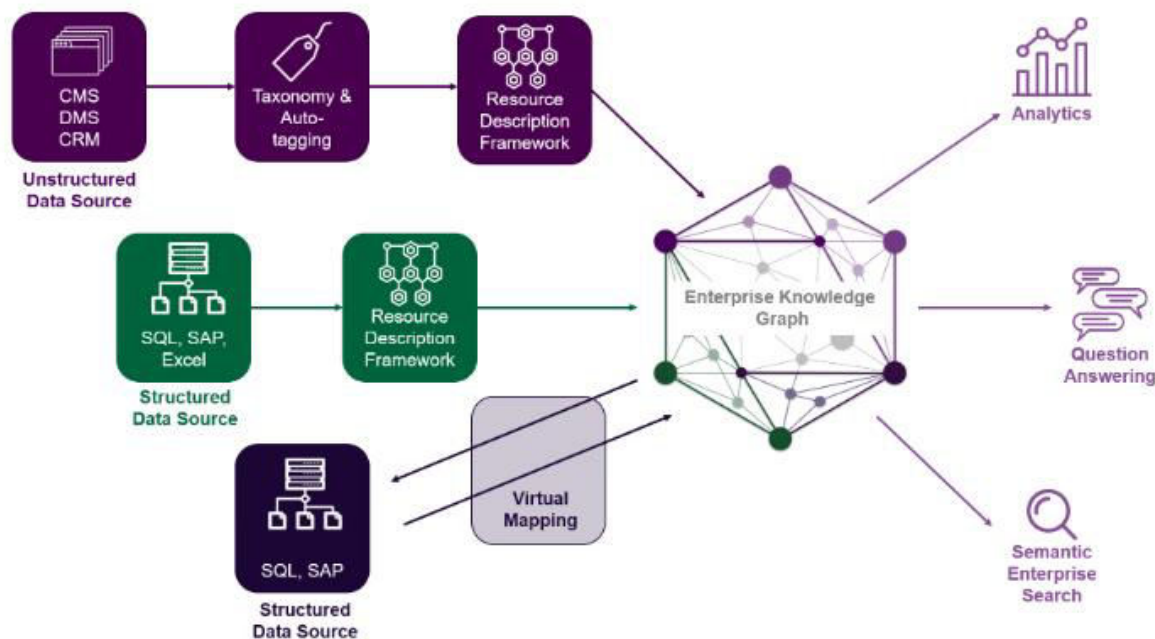 CMS
DMS
CRM
Unstructured
Data Source
Taxonomy &
Auto-
tagging
Resource
Description
Framework
Analytics
SQL, SAP,
Excel
Structured
Data Source
Resource
Description
Framework
Enterprise Knowledge
Graph
Question
Answering
SQL, SAP
Structured
Data Source
Virtual
Mapping
Semantic
Enterprise
Search